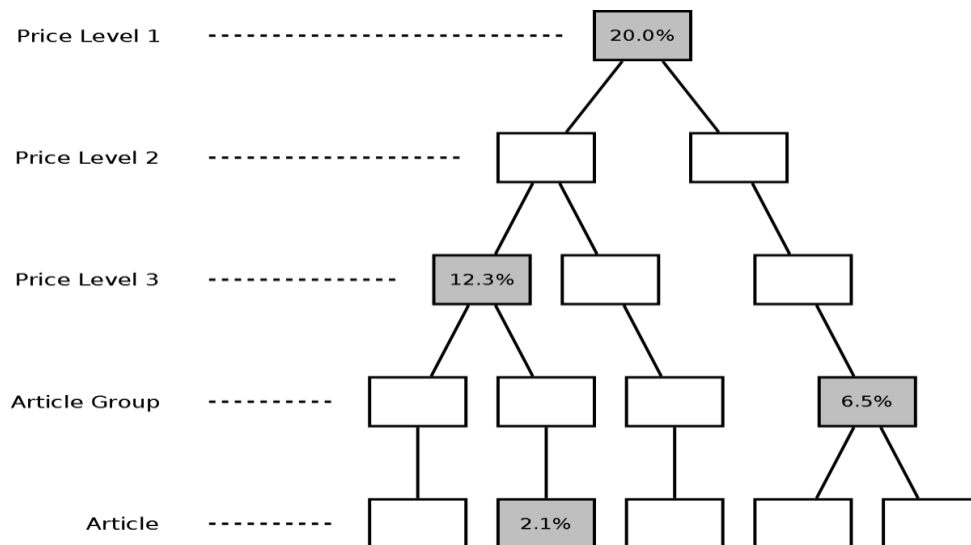 Price Level 1
20.0%
Price Level 2
Price Level 3
12.3%
Article Group
6.5%
Article
2.1%